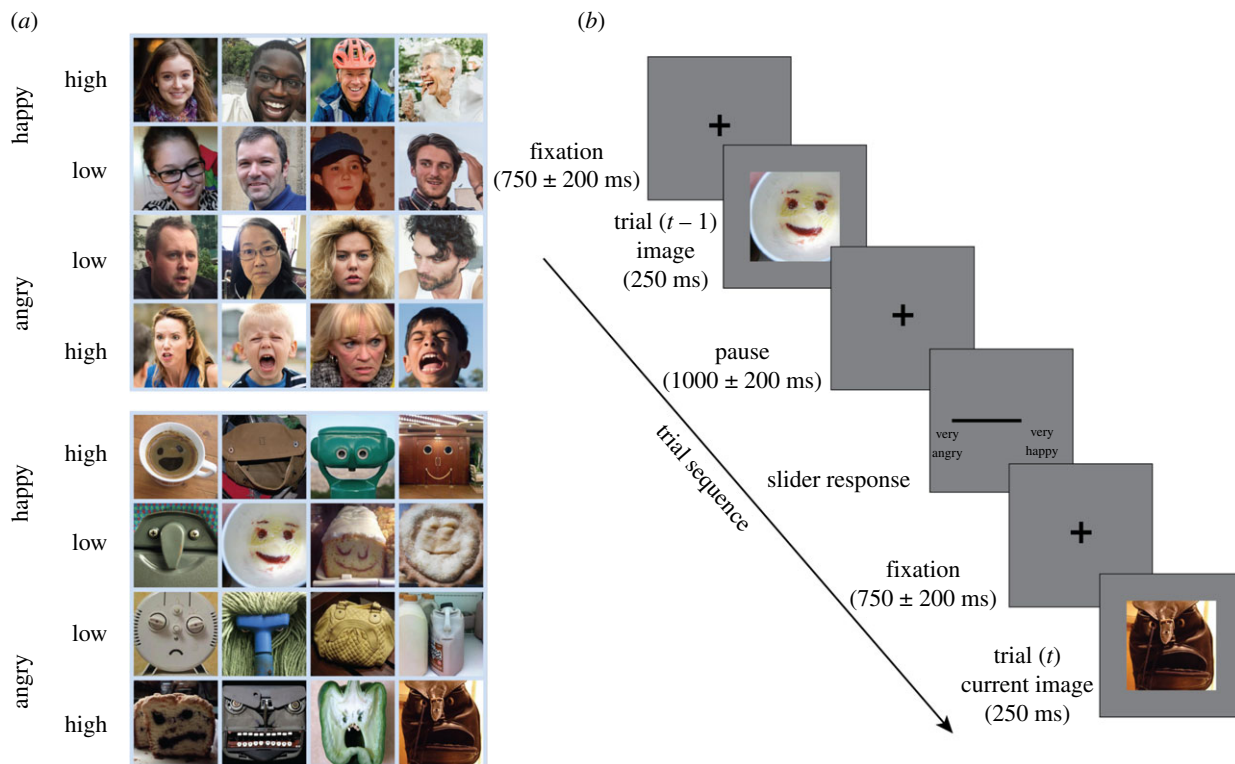 (a)
happy
high
low
angry
low
high
happy
high
low
angry
low
high
(b)
fixation
(750 ± 200 ms)
trial (t – 1)
image
(250 ms)
pause
(1000 ± 200 ms)
very
angry
very
happy
slider response
trial sequence
fixation
(750 ± 200 ms)
trial (t)
current image
(250 ms)